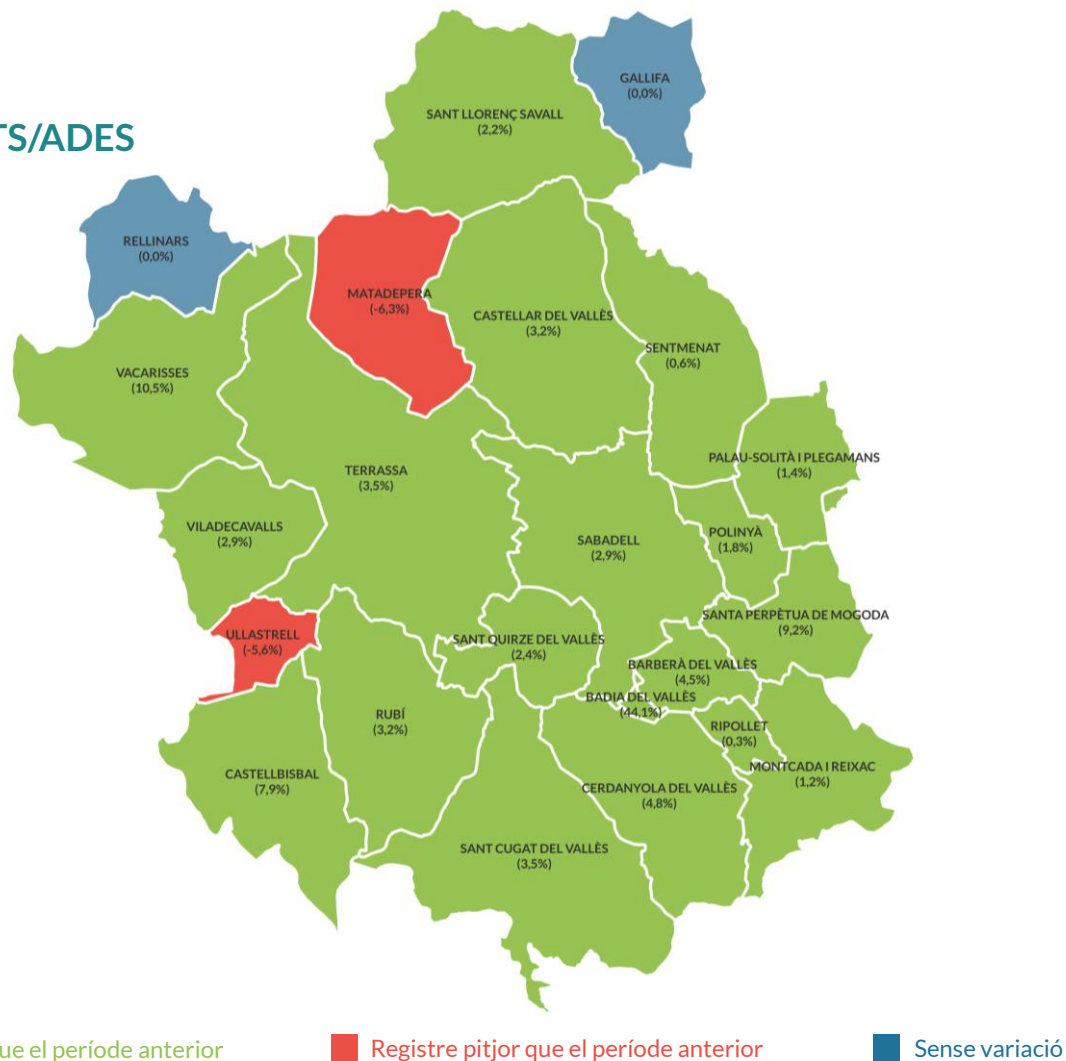 GALLIFA
(0,0%)
SANT LLORENÇ SAVALL
(2,2%)
TS/ADES
RELLINARS
(0,0%)
MATADEPERA
(-6,3%)
CASTELLAR DEL VALLÈS
(3,2%)
SENTMENAT
(0,6%)
VACARISSES
(10,5%)
PALAU-SOLITÀ I PLEGAMANS
(1,4%)
TERRASSA
(3,5%)
VILADECAVALLS
(2,9%)
SABADELL
(2,9%)
POLINYÀ
(1,8%)
SANTA PERPÈTUA DE MOGODA
(9,2%)
ULLASTRELL
(-5,6%)
SANT QUIRZE DEL VALLÈS
(2,4%)
BARBERÀ DEL VALLÈS
(4,5%)
BADIA DEL VALLÈS
(44,1%)
RUBÍ
(3,2%)
RIPOLLET
(0,3%)
MONTCADA I REIXAC
(1,2%)
CASTELLBISBAL
(7,9%)
CERDANYOLA DEL VALLÈS
(4,8%)
SANT CUGAT DEL VALLÈS
(3,5%)
ue el període anterior
Registre pitjor que el període anterior
Sense variació